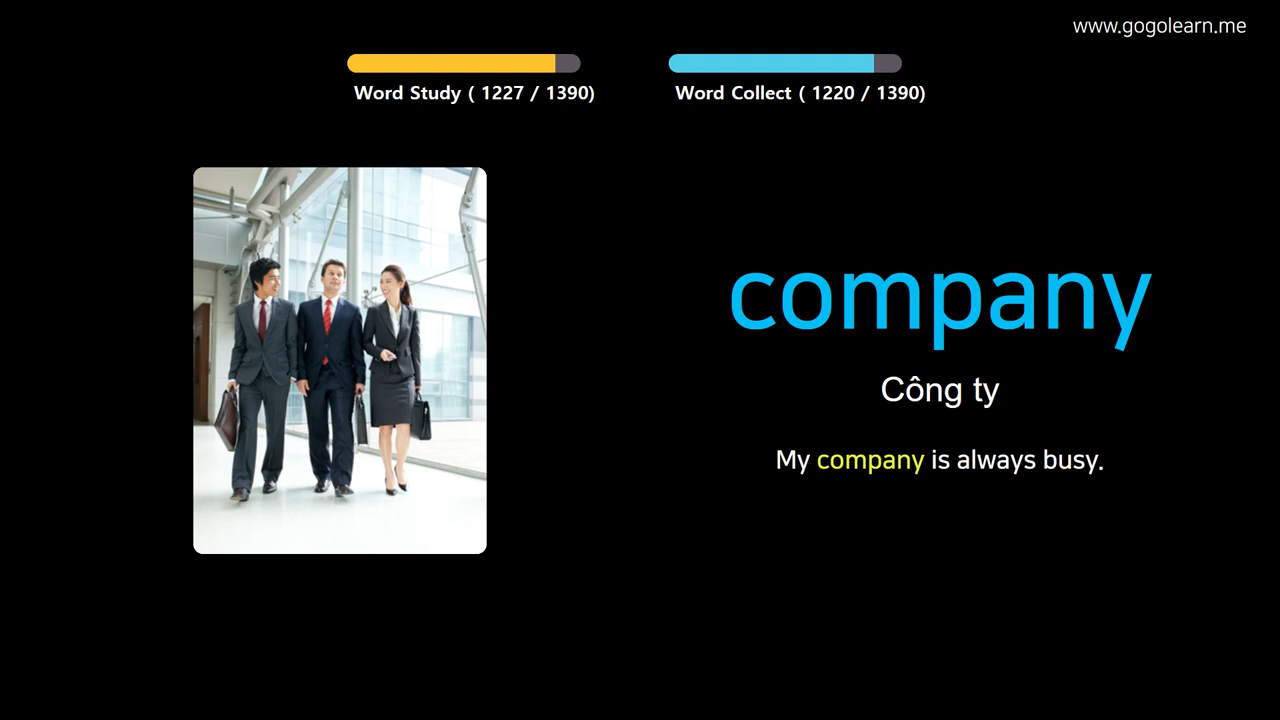 www.gogolearn.me
Word Study ( 1227 / 1390)
Word Collect ( 1220 / 1390)
company
Công ty
My company is always busy.